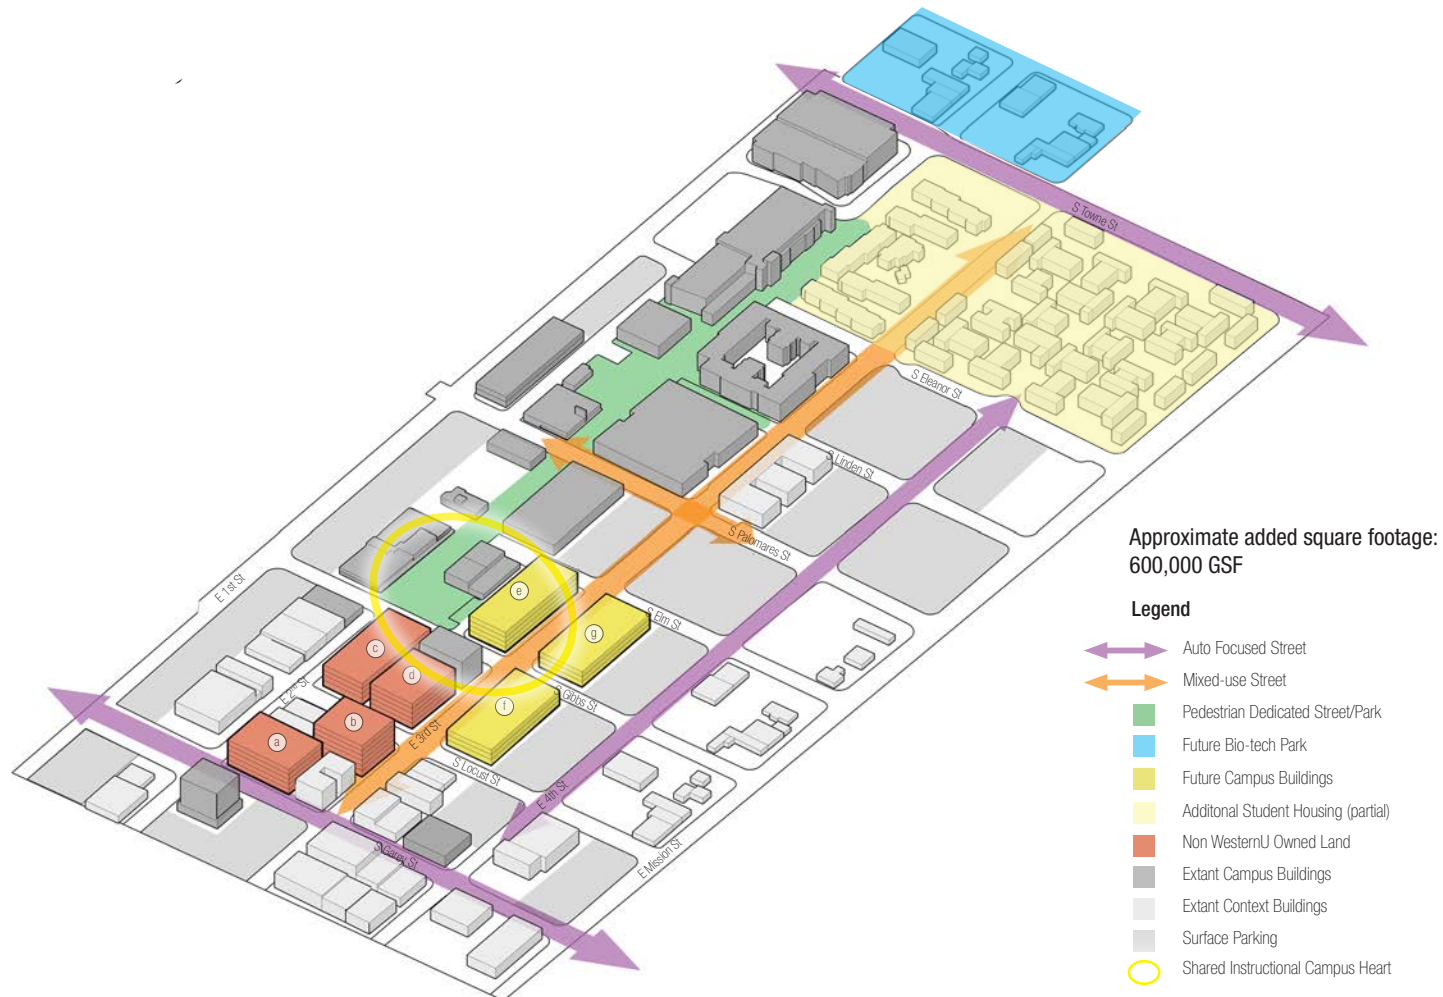 S Towne St
S Eleanor St
S Linden St
S Palomares St
Approximate added square footage:
600,000 GSF
Legend
Auto Focused Street
Mixed-use Street
Pedestrian Dedicated Street/Park
Future Bio-tech Park
Future Campus Buildings
Additonal Student Housing (partial)
Non WesternU Owned Land
Extant Campus Buildings
Extant Context Buildings
Surface Parking
Shared Instructional Campus Heart
E 1st St
e
S Elm St
g
c
d
E 2nd St
S Gibbs St
f
b
a
E 3rd St
S Locust St
E 4th St
S Garey St
E Mission St